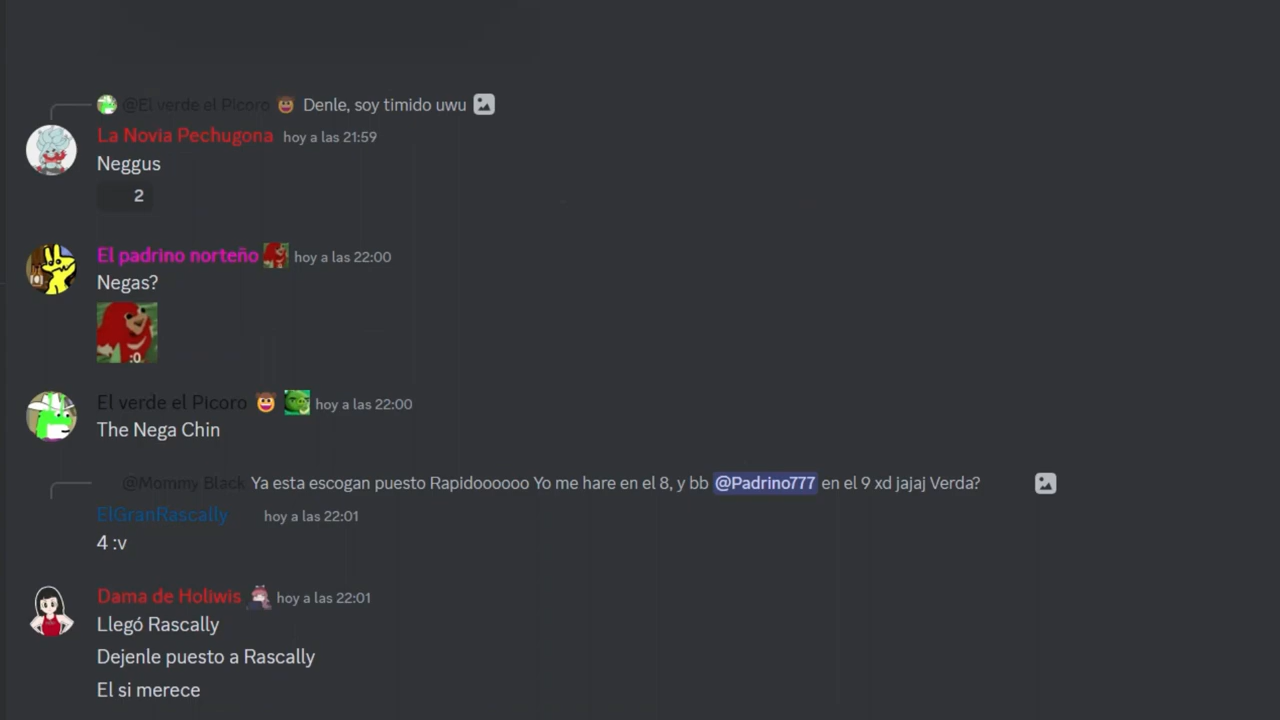 @El verde el Picoro Denle, soy timido uwu
La Novia Pechugona hoy a las 21:59
Neggus
2
El padrino norteño hoy a las 22:00
Negas?
:0
El verde el Picoro hoy a las 22:00
The Nega Chin
@Mommy Black Ya esta escogan puesto Rapidoooooo Yo me hare en el 8, y bb @Padrino777 en el 9 xd jajaj Verda?
ElGranRascally hoy a las 22:01
4 :v
Dama de Holiwis hoy a las 22:01
Llegó Rascally
Dejenle puesto a Rascally
El si merece